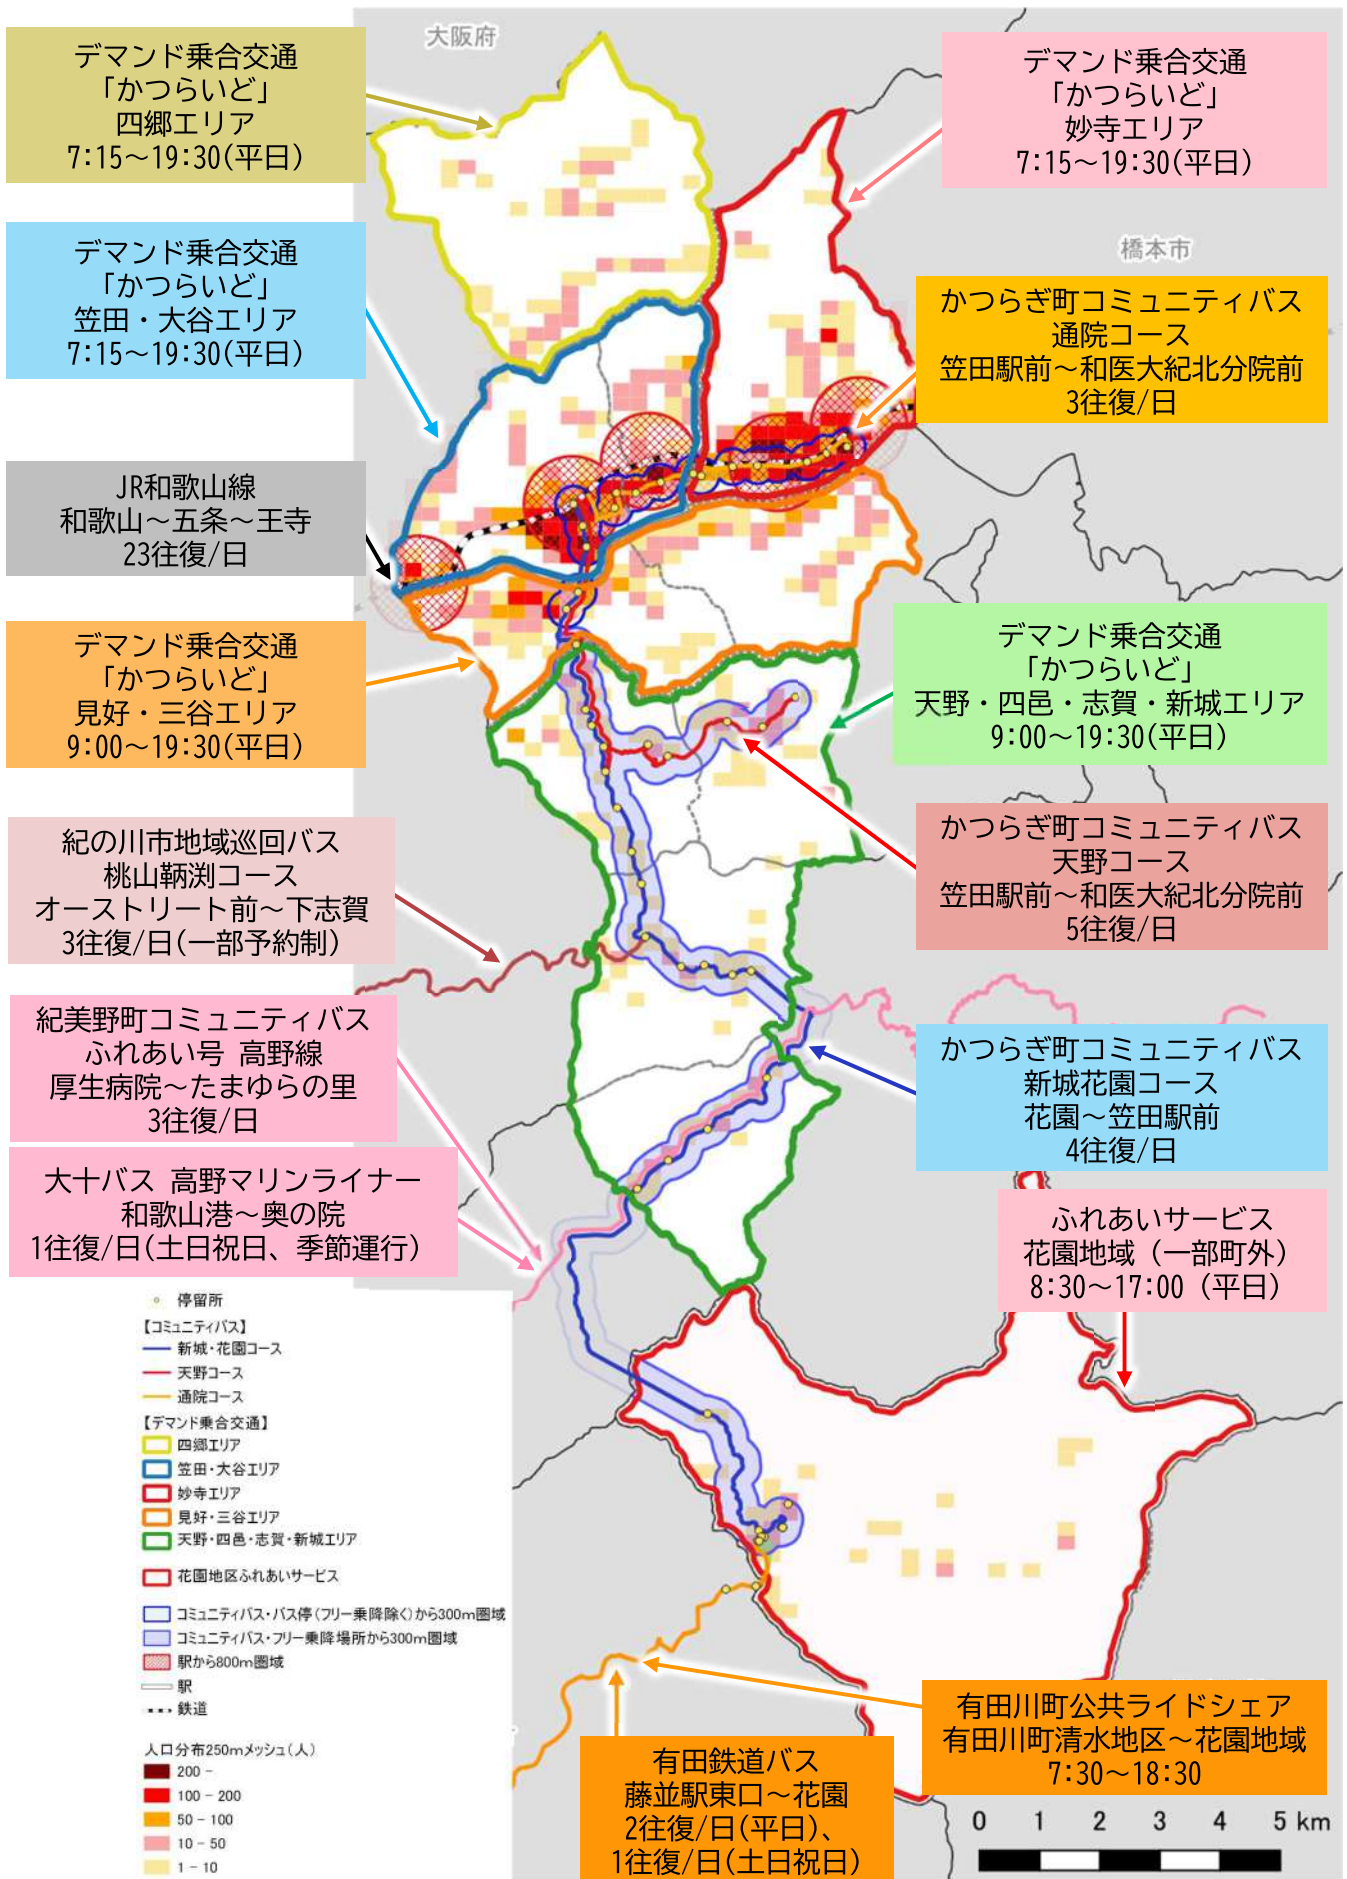 大阪府
デマンド乗合交通
「かつらいど」
四郷エリア
7:15～19:30(平日)
デマンド乗合交通
「かつらいど」
妙寺エリア
7:15～19:30(平日)
橋本市
デマンド乗合交通
「かつらいど」
笠田・大谷エリア
7:15～19:30(平日)
かつらぎ町コミュニティバス
通院コース
笠田駅前～和医大紀北分院前
3往復/日
JR和歌山線
和歌山～五条～王寺
23往復/日
デマンド乗合交通
「かつらいど」
見好・三谷エリア
9:00～19:30(平日)
デマンド乗合交通
「かつらいど」
天野・四邑・志賀・新城エリア
9:00～19:30(平日)
かつらぎ町コミュニティバス
天野コース
笠田駅前～和医大紀北分院前
5往復/日
紀の川市地域巡回バス
桃山鞆渕コース
オーストリート前～下志賀
3往復/日(一部予約制)
紀美野町コミュニティバス
ふれあい号 高野線
厚生病院～たまゆらの里
3往復/日
かつらぎ町コミュニティバス
新城花園コース
花園～笠田駅前
4往復/日
大十バス 高野マリンライナー
和歌山港～奥の院
1往復/日(土日祝日、季節運行)
ふれあいサービス
花園地域（一部町外）
8:30～17:00（平日）
停留所
【コミュニティバス】
新城・花園コース
天野コース
通院コース
【デマンド乗合交通】
四郷エリア
笠田・大谷エリア
妙寺エリア
見好・三谷エリア
天野・四邑・志賀・新城エリア
花園地区ふれあいサービス
コミュニティバス・バス停(フリー乗降除く)から300m圏域
コミュニティバス・フリー乗降場所から300m圏域
駅から800m圏域
駅
鉄道
人口分布250mメッシュ(人)
200 -
100 - 200
50 - 100
10 - 50
1 - 10
有田川町公共ライドシェア
有田川町清水地区～花園地域
7:30～18:30
有田鉄道バス
藤並駅東口～花園
2往復/日(平日)、
1往復/日(土日祝日)
0 1 2 3 4 5 km